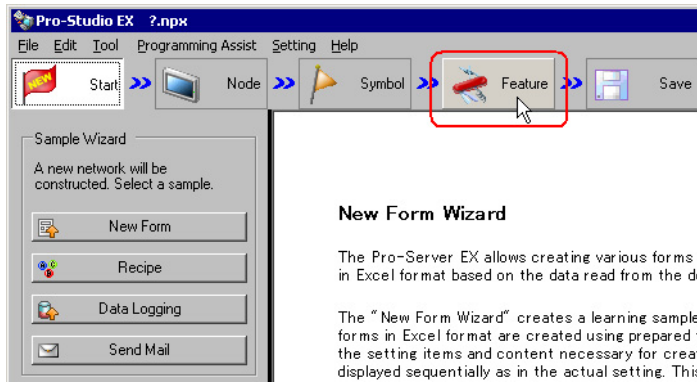 Pro-Studio EX ?.npx
File Edit Tool Programming Assist Setting Help
NEW Start Node Symbol Feature Save
Sample Wizard
A new network will be
constructed. Select a sample.
New Form
Recipe
Data Logging
Send Mail
New Form Wizard
The Pro-Server EX allows creating various forms
in Excel format based on the data read from the
The "New Form Wizard" creates a learning sample
forms in Excel format are created using prepared
the setting items and content necessary for
displayed sequentially as in the actual setting.